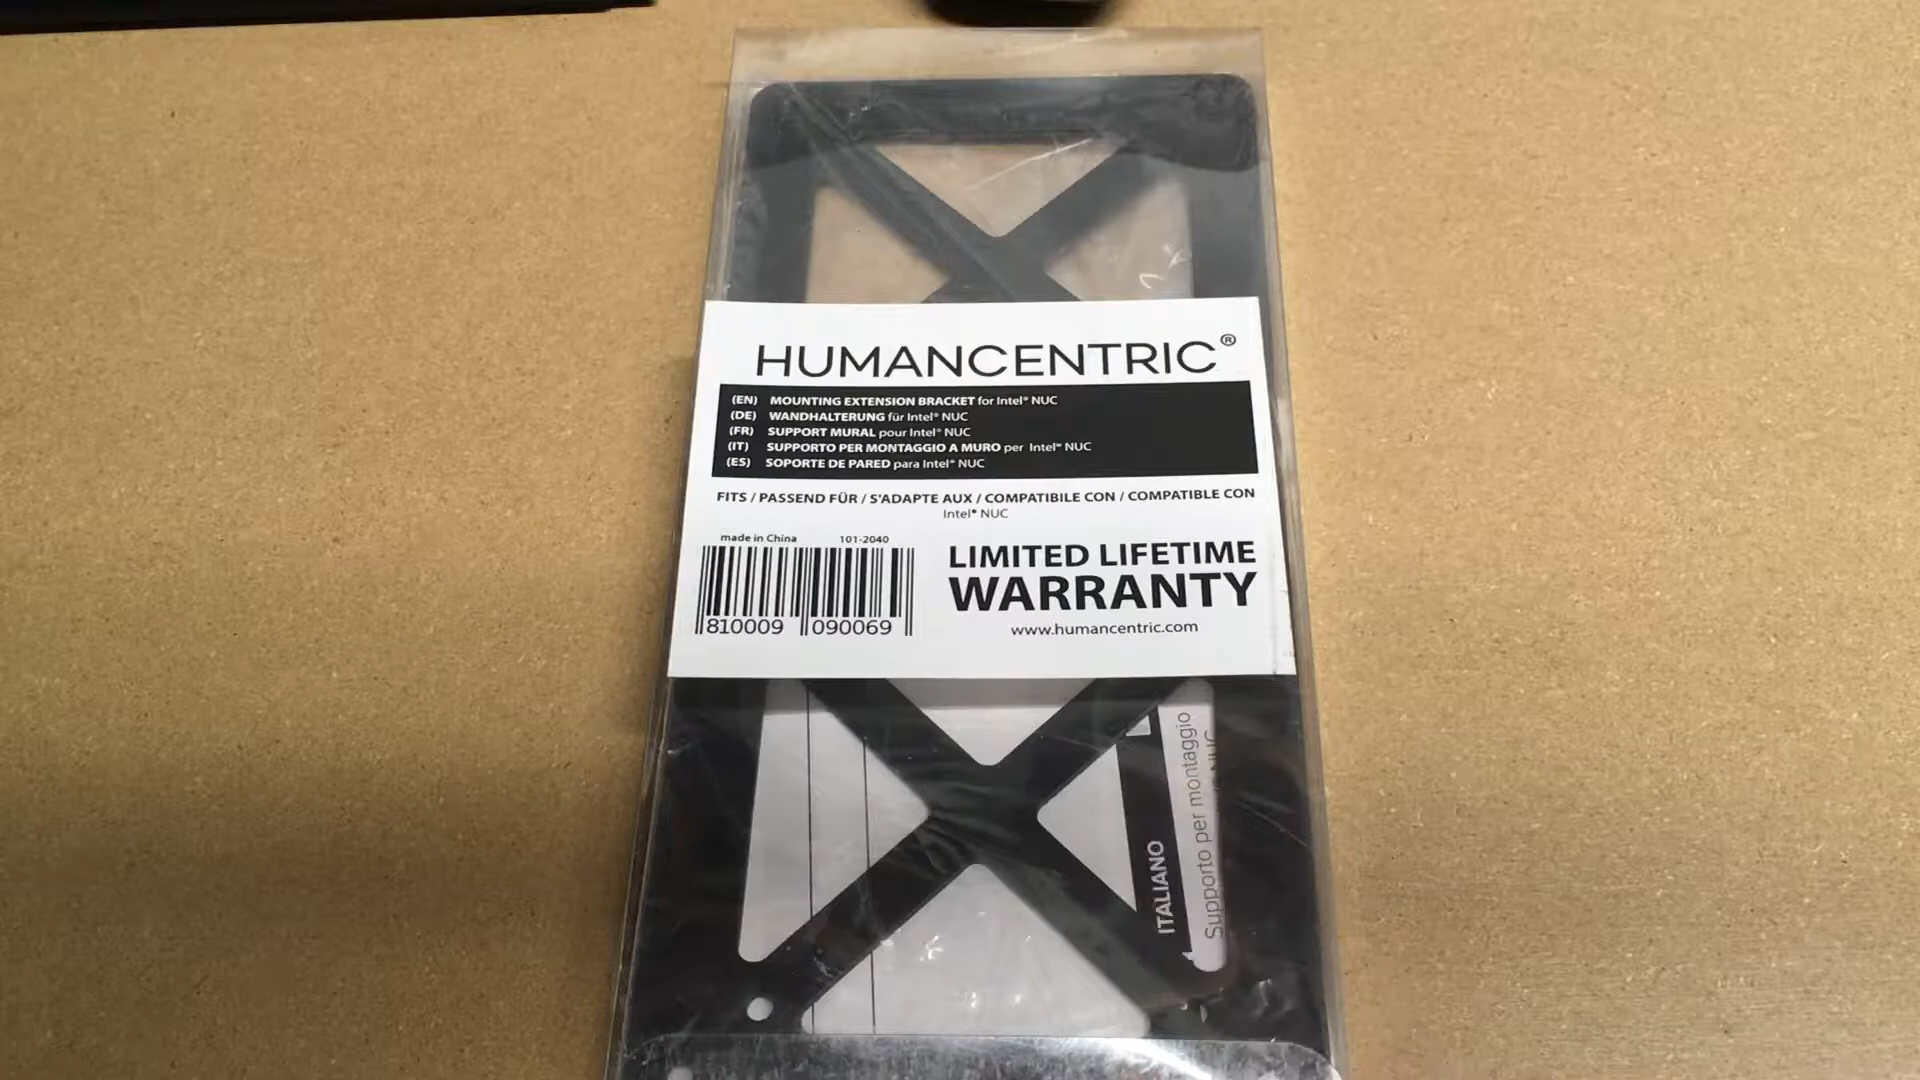 HUMANCENTRIC®
(EN) MOUNTING EXTENSION BRACKET for Intel® NUC
(DE) WANDHALTERUNG für Intel® NUC
(FR) SUPPORT MURAL pour Intel® NUC
(IT) SUPPORTO PER MONTAGGIO A MURO per Intel® NUC
(ES) SOPORTE DE PARED para Intel® NUC
FITS / PASSEND FÜR / S'ADAPTE AUX / COMPATIBILE CON / COMPATIBLE CON
Intel® NUC
made in China 101-2040
810009 090069
LIMITED LIFETIME
WARRANTY
www.humancentric.com
ITALIANO
Supporto per montaggio
NUC